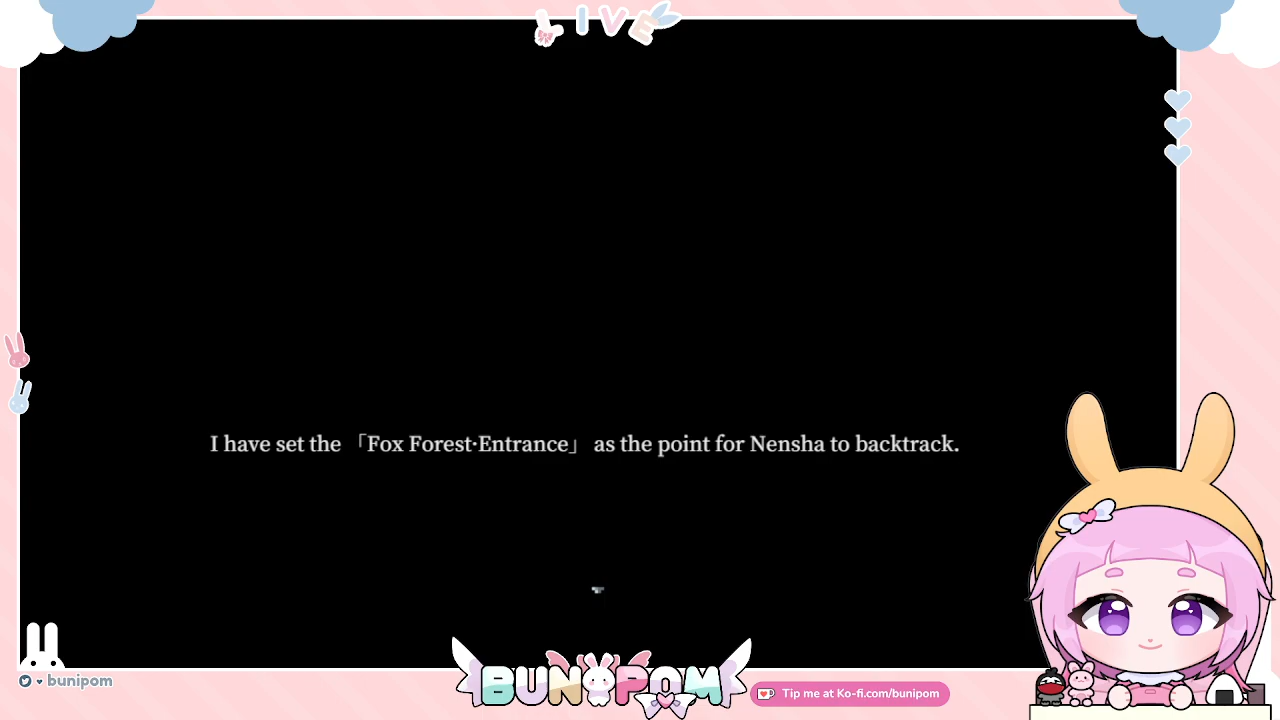 LIVE
I have set the 「Fox Forest·Entrance」 as the point for Nensha to backtrack.
bunipom
BUNIPOM
Tip me at Ko-fi.com/bunipom